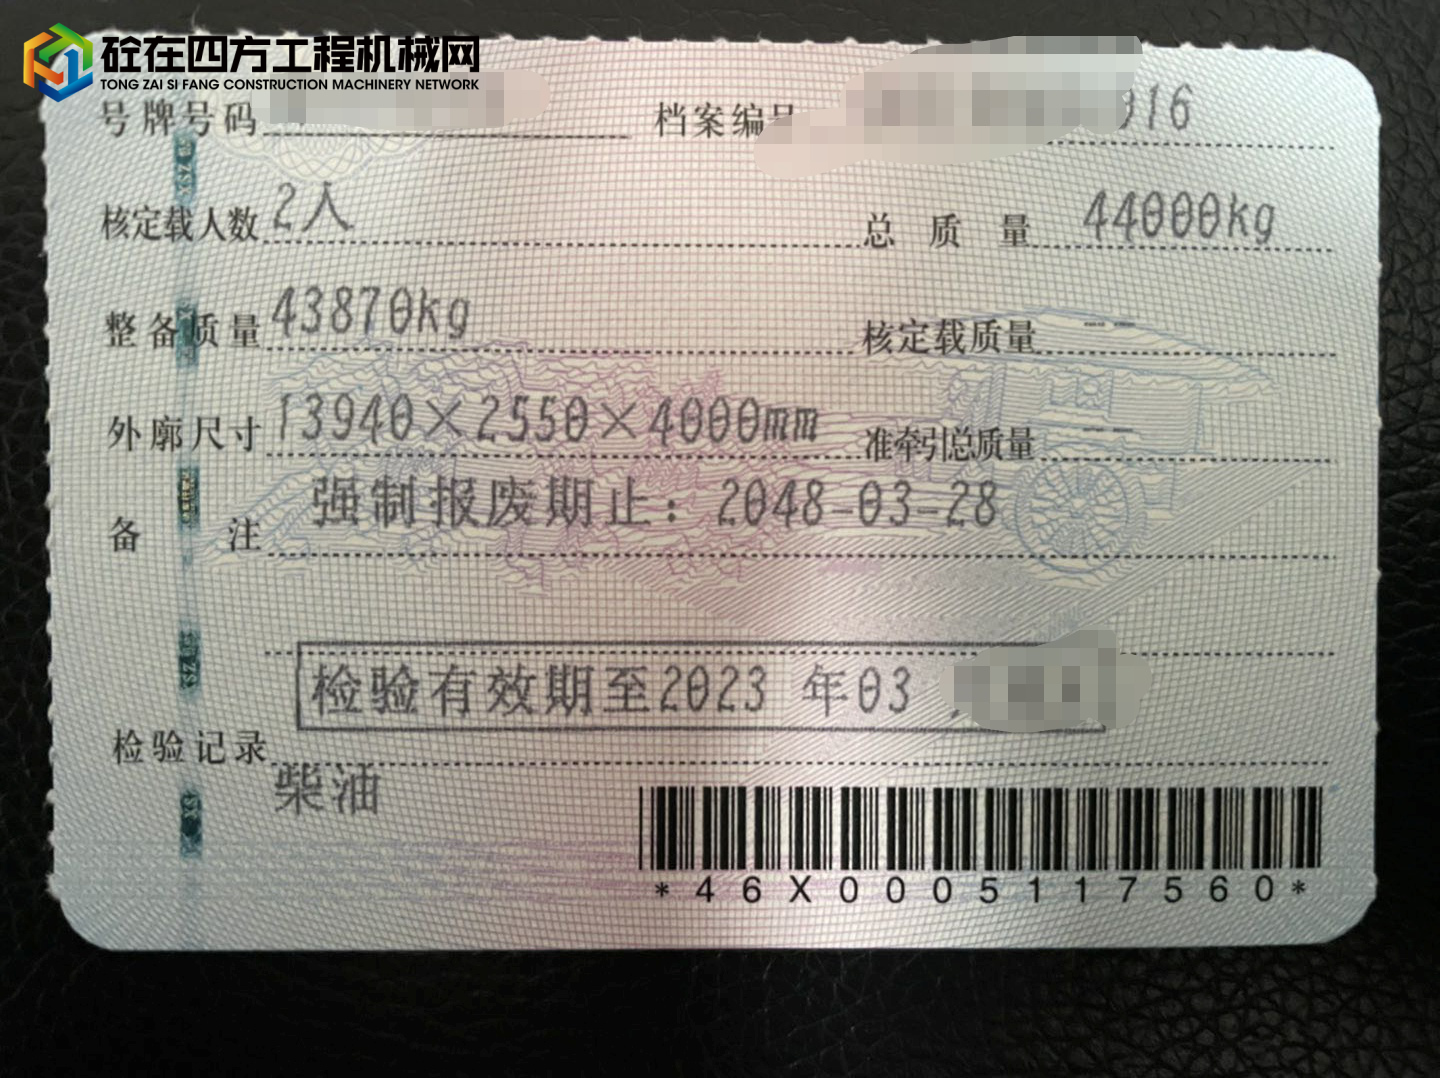 砼在四方工程机械网
TONG ZAI SI FANG CONSTRUCTION MACHINERY NETWORK
号牌号码 档案编号 916
核定载人数 2人 总质量 44000kg
整备质量 43870kg 核定载质量
外廓尺寸 13940×2550×4000mm 准牵引总质量
备注 强制报废期止：2048-03-28
检验有效期至2023 年03
检验记录
柴油
*46X0005117560*